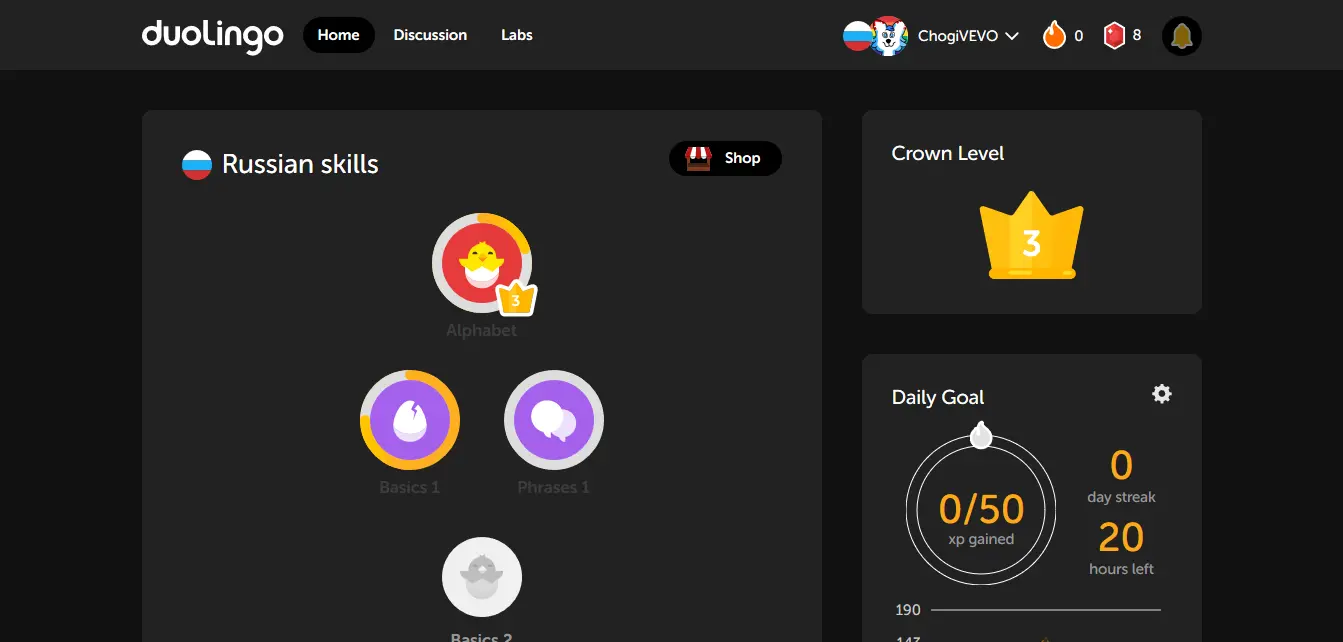 duolingo
Home
Discussion
Labs
ChogiVEVO
0
8
Russian skills
Shop
3
Alphabet
Basics 1
Phrases 1
Basics 2
Crown Level
3
Daily Goal
0/50
xp gained
0
day streak
20
hours left
190
143